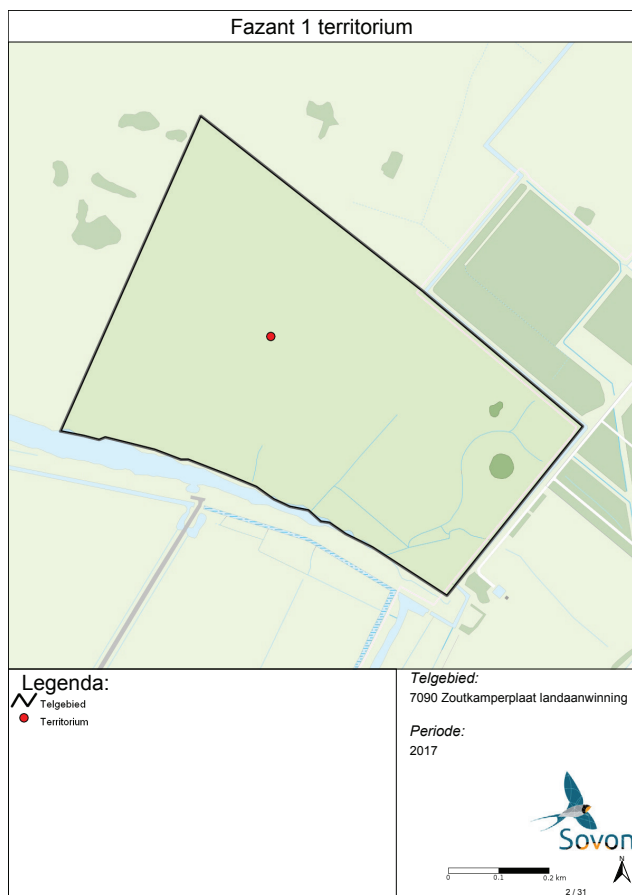 Fazant 1 territorium
Legenda:
Telgebied
Territorium
Telgebied:
7090 Zoutkamperplaat landaanwinning
Periode:
2017
Sovon
N
0 0.1 0.2 km
2 / 31